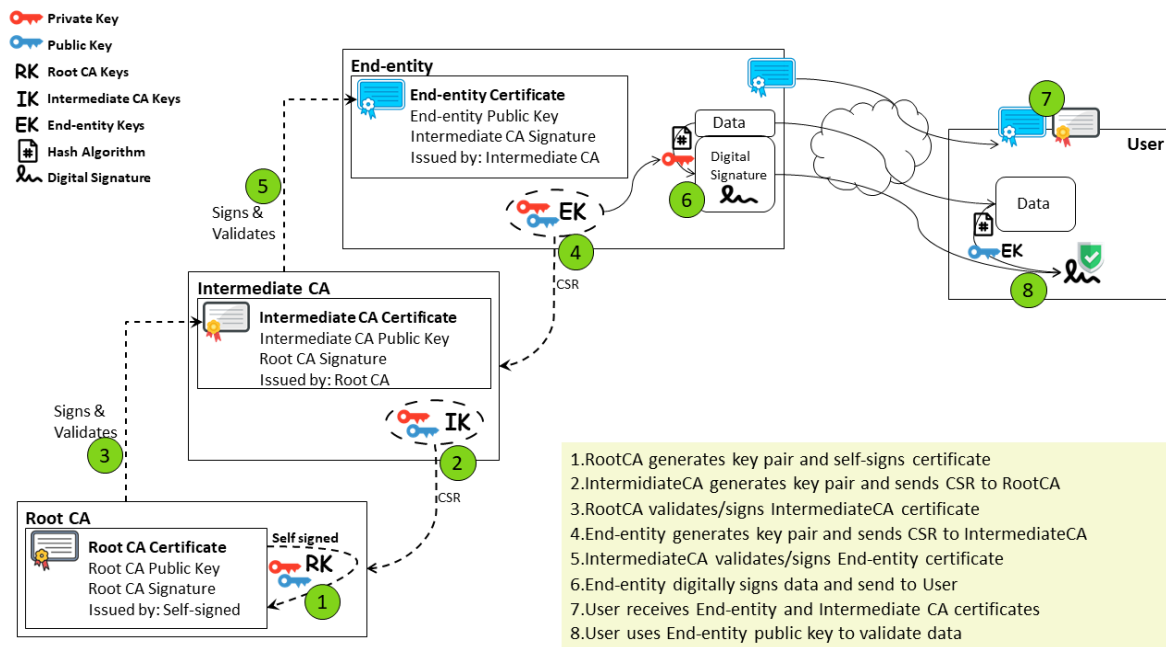 Private Key
Public Key
RK Root CA Keys
IK Intermediate CA Keys
EK End-entity Keys
# Hash Algorithm
Digital Signature
End-entity
End-entity Certificate
End-entity Public Key
Intermediate CA Signature
Issued by: Intermediate CA
EK
4
CSR
#
Data
Digital
Signature
6
7
User
Data
#
EK
8
5
Signs &
Validates
Intermediate CA
Intermediate CA Certificate
Intermediate CA Public Key
Root CA Signature
Issued by: Root CA
IK
2
CSR
Signs &
Validates
3
Root CA
Root CA Certificate
Root CA Public Key
Root CA Signature
Issued by: Self-signed
Self signed
RK
1
1.RootCA generates key pair and self-signs certificate
2.IntermidiateCA generates key pair and sends CSR to RootCA
3.RootCA validates/signs IntermediateCA certificate
4.End-entity generates key pair and sends CSR to IntermediateCA
5.IntermediateCA validates/signs End-entity certificate
6.End-entity digitally signs data and send to User
7.User receives End-entity and Intermediate CA certificates
8.User uses End-entity public key to validate data